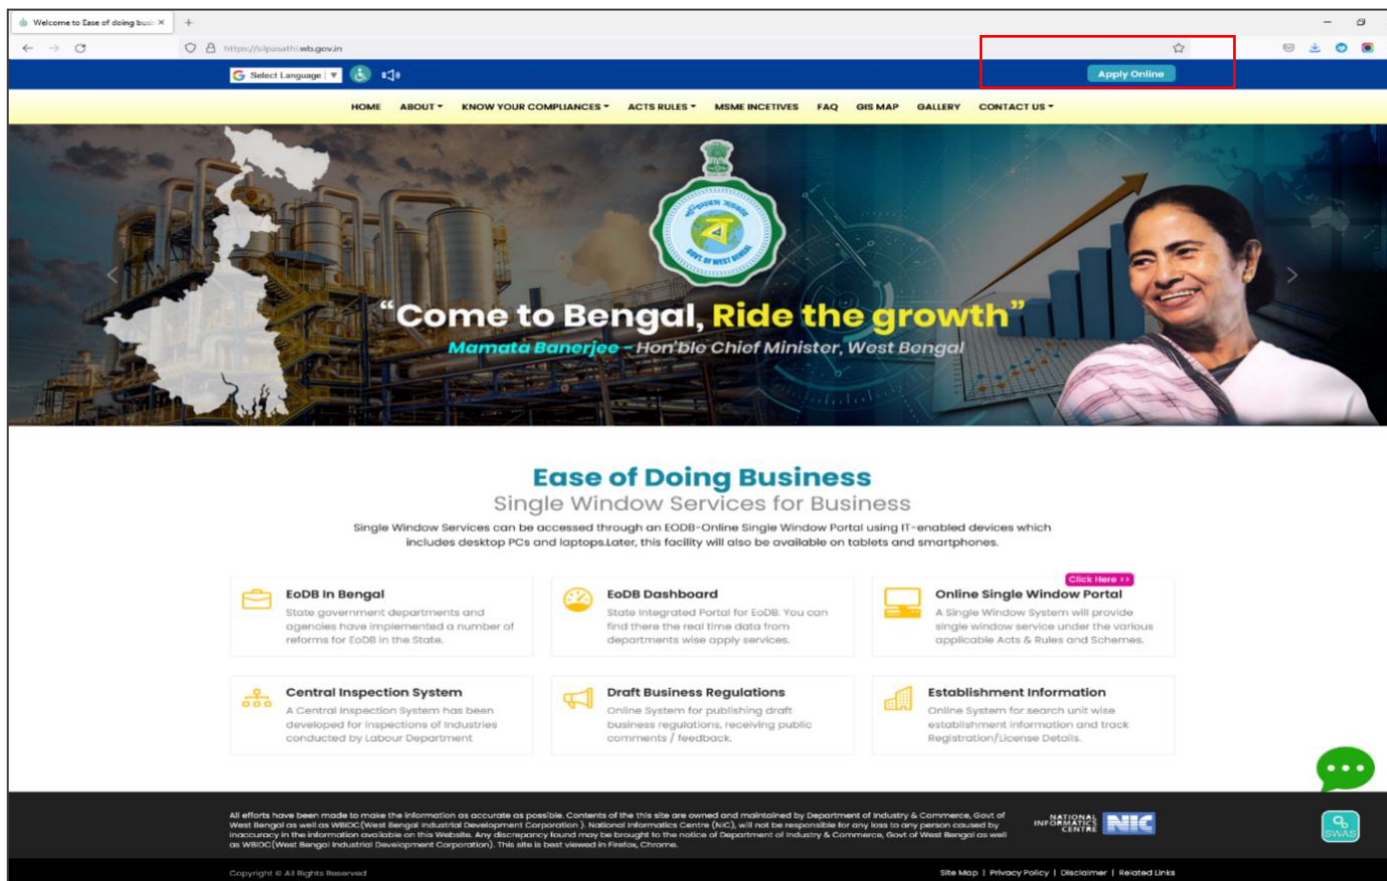 Welcome to Ease of doing busi
https://silpasathi.wb.gov.in
Select Language
Apply Online
HOME ABOUT KNOW YOUR COMPLIANCES ACTS RULES MSME INCETIVES FAQ GIS MAP GALLERY CONTACT US
পশ্চিমবঙ্গ সরকার
ব
GOVT. OF WEST BENGAL
“Come to Bengal, Ride the growth”
Mamata Banerjee - Hon'ble Chief Minister, West Bengal
Ease of Doing Business
Single Window Services for Business
Single Window Services can be accessed through an EODB-Online Single Window Portal using IT-enabled devices which
includes desktop PCs and laptops.Later, this facility will also be available on tablets and smartphones.
EoDB In Bengal
State government departments and
agencies have implemented a number of
reforms for EoDB in the State.
EoDB Dashboard
State Integrated Portal for EoDB. You can
find there the real time data from
departments wise apply services.
Click Here >>
Online Single Window Portal
A Single Window System will provide
single window service under the various
applicable Acts & Rules and Schemes.
Central Inspection System
A Central Inspection System has been
developed for inspections of Industries
conducted by Labour Department
Draft Business Regulations
Online System for publishing draft
business regulations, receiving public
comments / feedback.
Establishment Information
Online System for search unit wise
establishment information and track
Registration/License Details.
All efforts have been made to make the information as accurate as possible. Contents of the this site are owned and maintained by Department of Industry & Commerce, Govt of
West Bengal as well as WBIDC(West Bengal Industrial Development Corporation ). National Informatics Centre (NIC), will not be responsible for any loss to any person caused by
inaccuracy in the information available on this Website. Any discrepancy found may be brought to the notice of Department of Industry & Commerce, Govt of West Bengal as well
as WBIDC(West Bengal Industrial Development Corporation). This site is best viewed in Firefox, Chrome.
NATIONAL
INFORMATICS
CENTRE
NIC
SWAS
Copyright © All Rights Reserved
Site Map | Privacy Policy | Disclaimer | Related Links